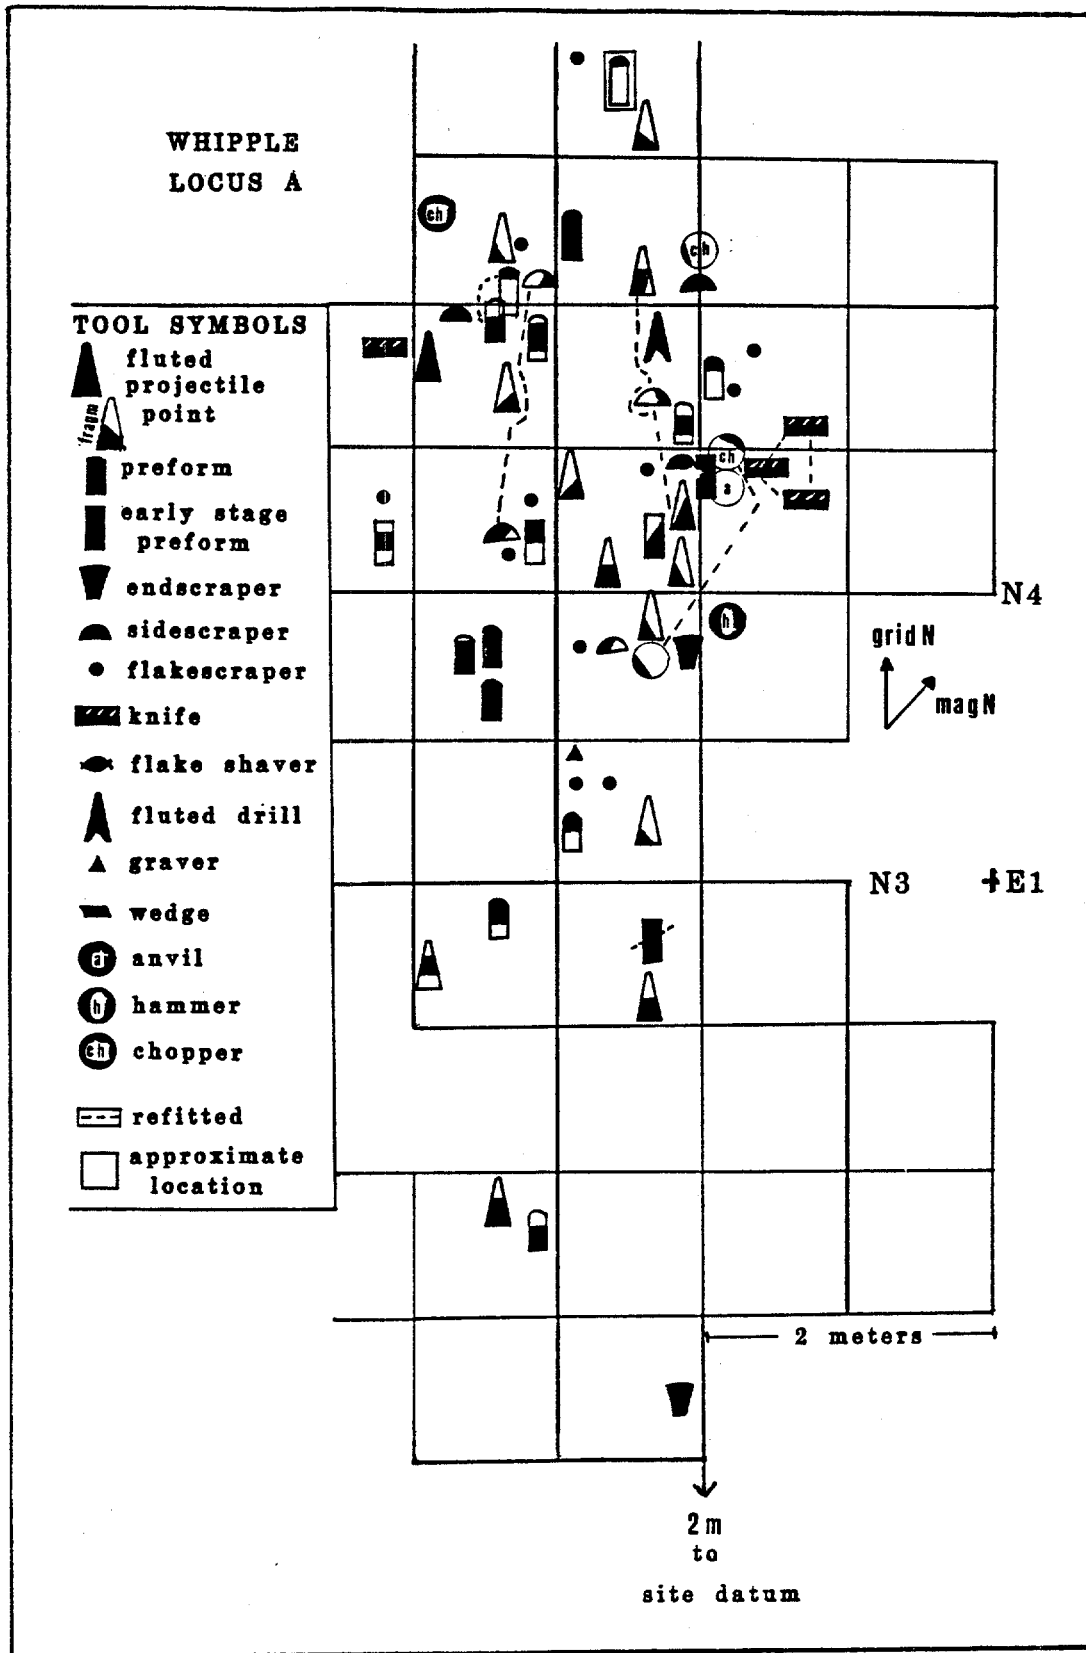 WHIPPLE
LOCUS A
ch
ch
TOOL SYMBOLS
fluted
projectile
point
fragm
preform
early stage
preform
endscraper
sidescraper
flakescraper
knife
flake shaver
fluted drill
graver
wedge
a anvil
h hammer
ch chopper
refitted
approximate
location
ch
a
h
N4
grid N
mag N
N3
E1
2 meters
2 m
to
site datum